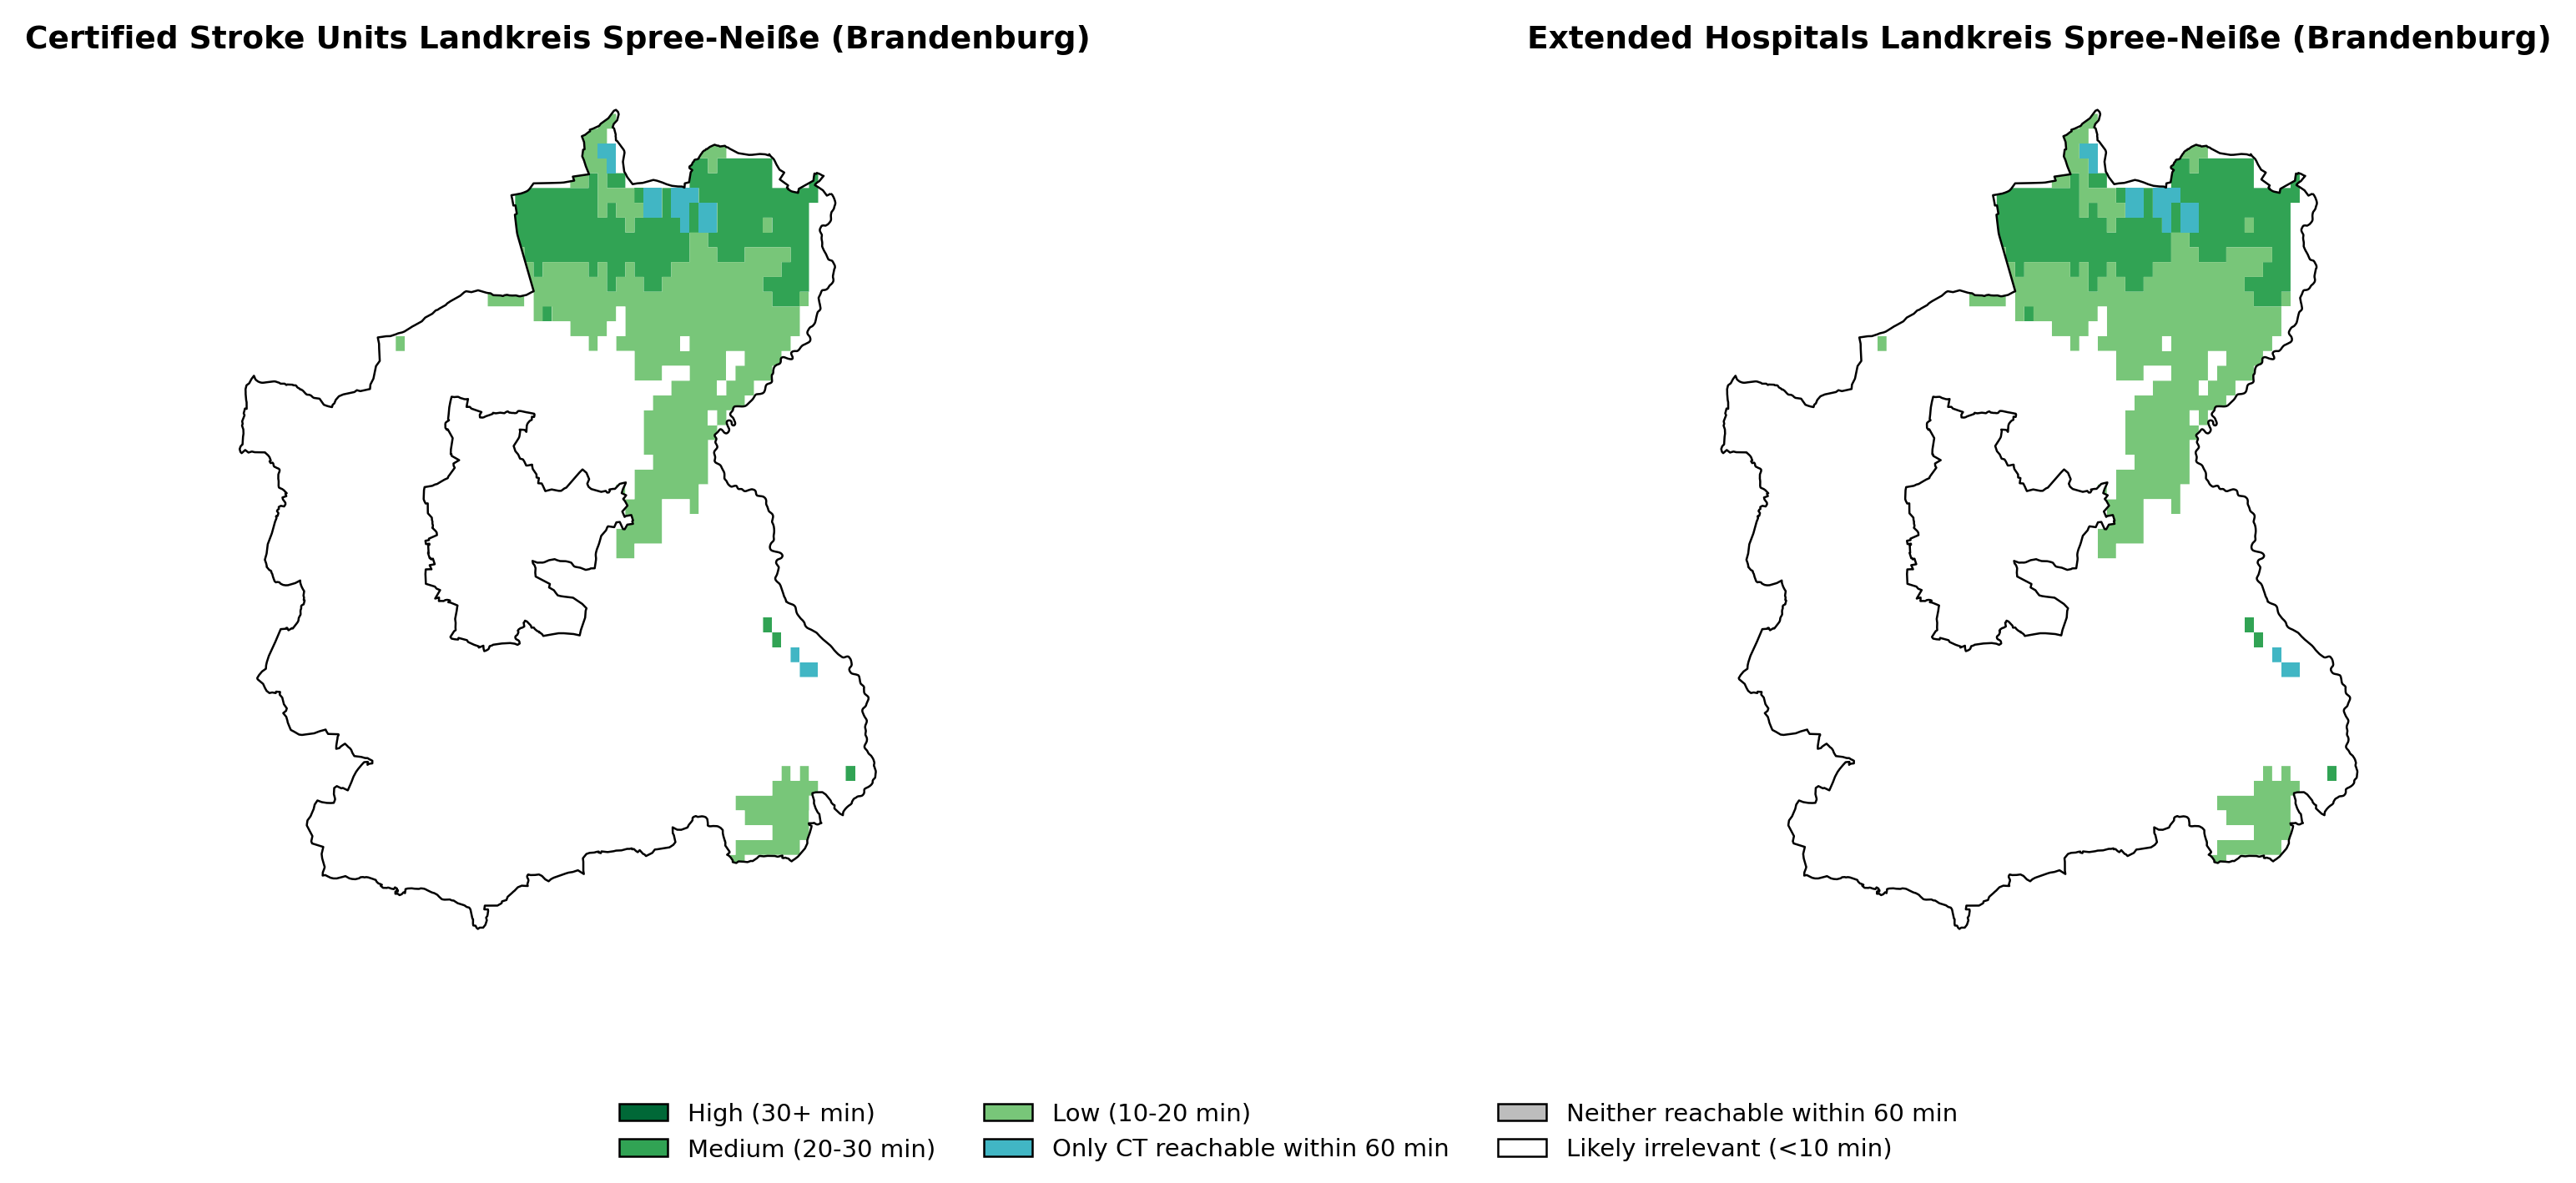 Certified Stroke Units Landkreis Spree-Neiße (Brandenburg)
Extended Hospitals Landkreis Spree-Neiße (Brandenburg)
High (30+ min)
Medium (20-30 min)
Low (10-20 min)
Only CT reachable within 60 min
Neither reachable within 60 min
Likely irrelevant (<10 min)